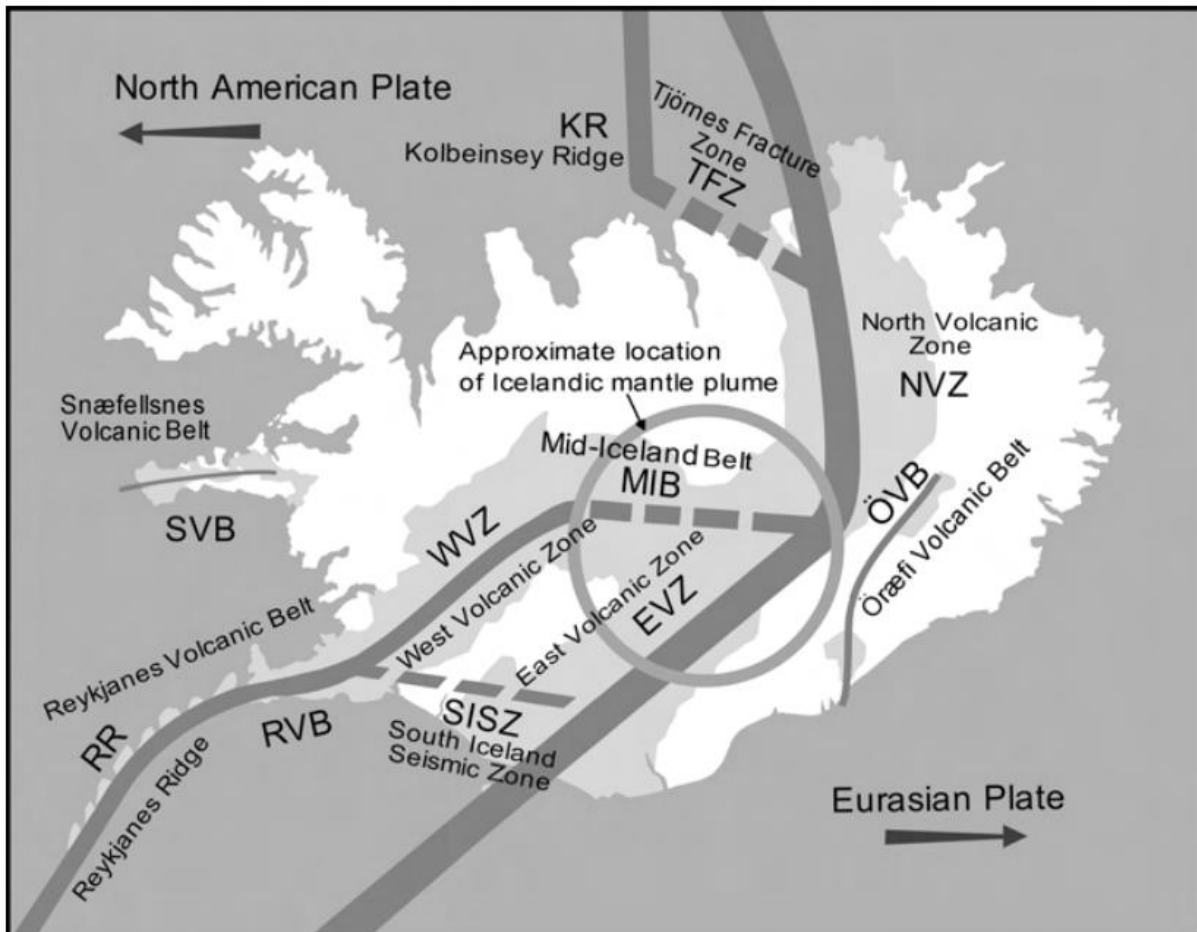 North American Plate
KR
Kolbeinsey Ridge
Tjörnes Fracture
Zone
TFZ
North Volcanic
Zone
NVZ
Approximate location
of Icelandic mantle plume
Snæfellsnes
Volcanic Belt
SVB
Mid-Iceland Belt
MIB
WVZ
West Volcanic Zone
East Volcanic Zone
EVZ
ÖVB
Öræfi Volcanic Belt
Reykjanes Volcanic Belt
RVB
RR
Reykjanes Ridge
SISZ
South Iceland
Seismic Zone
Eurasian Plate